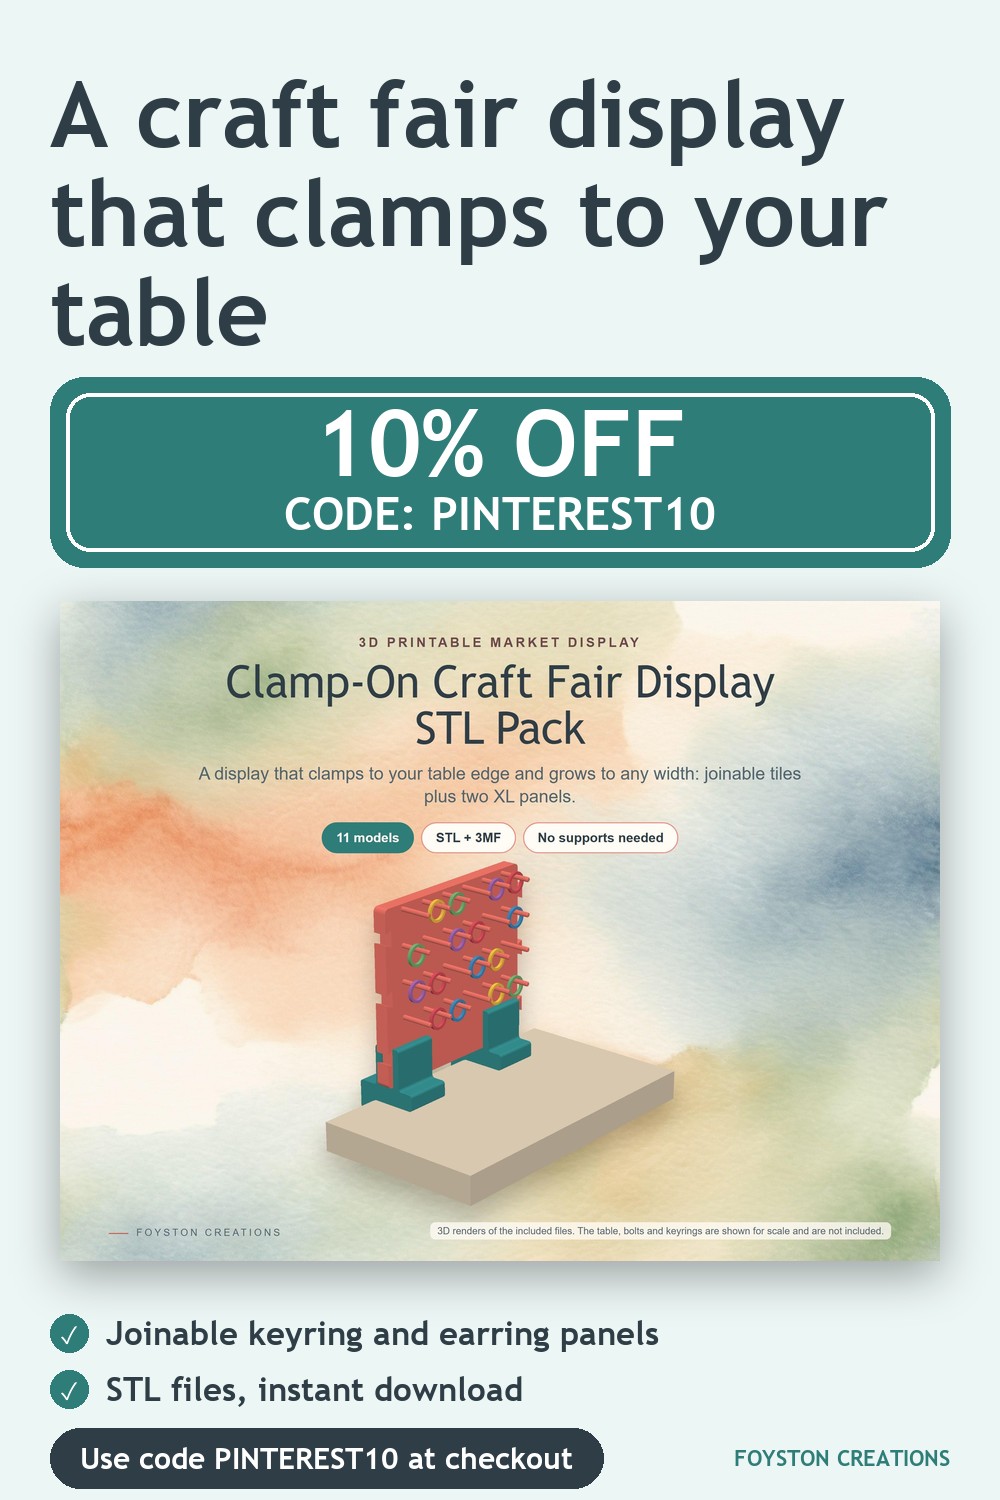 A craft fair display
that clamps to your
table
10% OFF
CODE: PINTEREST10
3D PRINTABLE MARKET DISPLAY
Clamp-On Craft Fair Display
STL Pack
A display that clamps to your table edge and grows to any width: joinable tiles
plus two XL panels.
11 models
STL + 3MF
No supports needed
FOYSTON CREATIONS
3D renders of the included files. The table, bolts and keyrings are shown for scale and are not included.
Joinable keyring and earring panels
STL files, instant download
Use code PINTEREST10 at checkout
FOYSTON CREATIONS